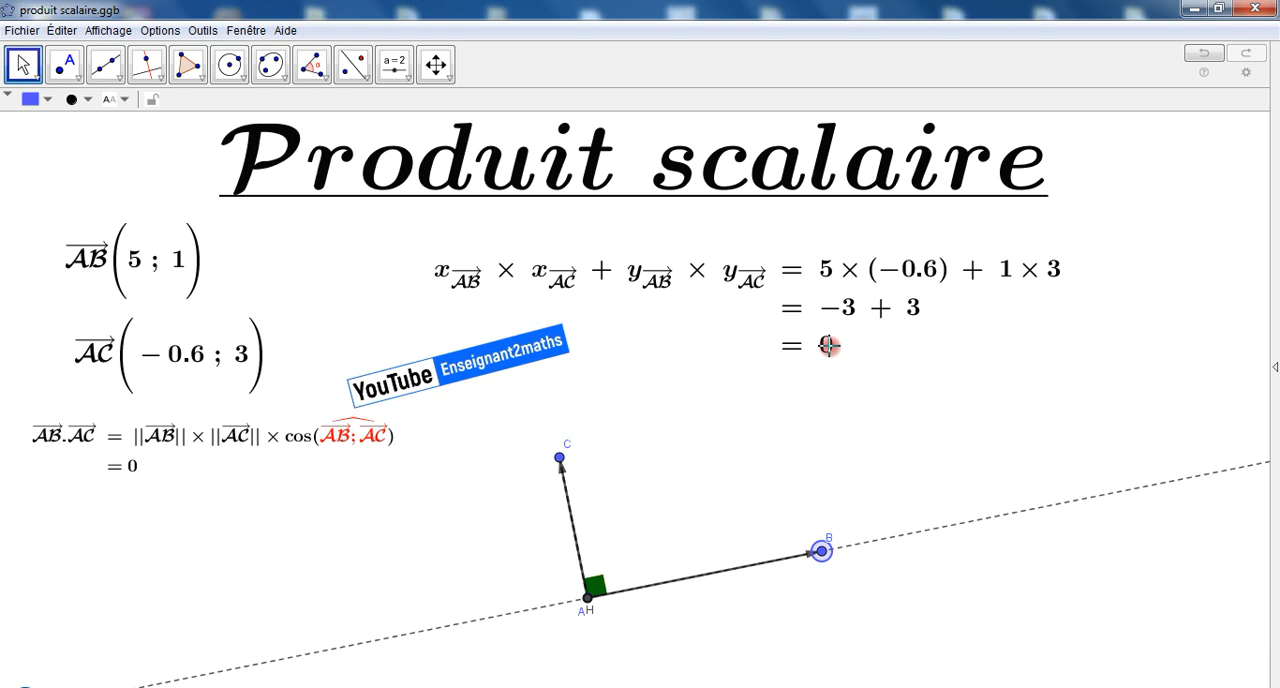 produit scalaire.ggb
Fichier Éditer Affichage Options Outils Fenêtre Aide
A
a=2
AA
Produit scalaire
AB(5 ; 1)
x_AB × x_AC + y_AB × y_AC = 5 × (−0.6) + 1 × 3
= −3 + 3
= 0
AC(−0.6 ; 3)
YouTube Enseignant2maths
AB.AC = ||AB|| × ||AC|| × cos(AB; AC)
= 0
C
B
A H